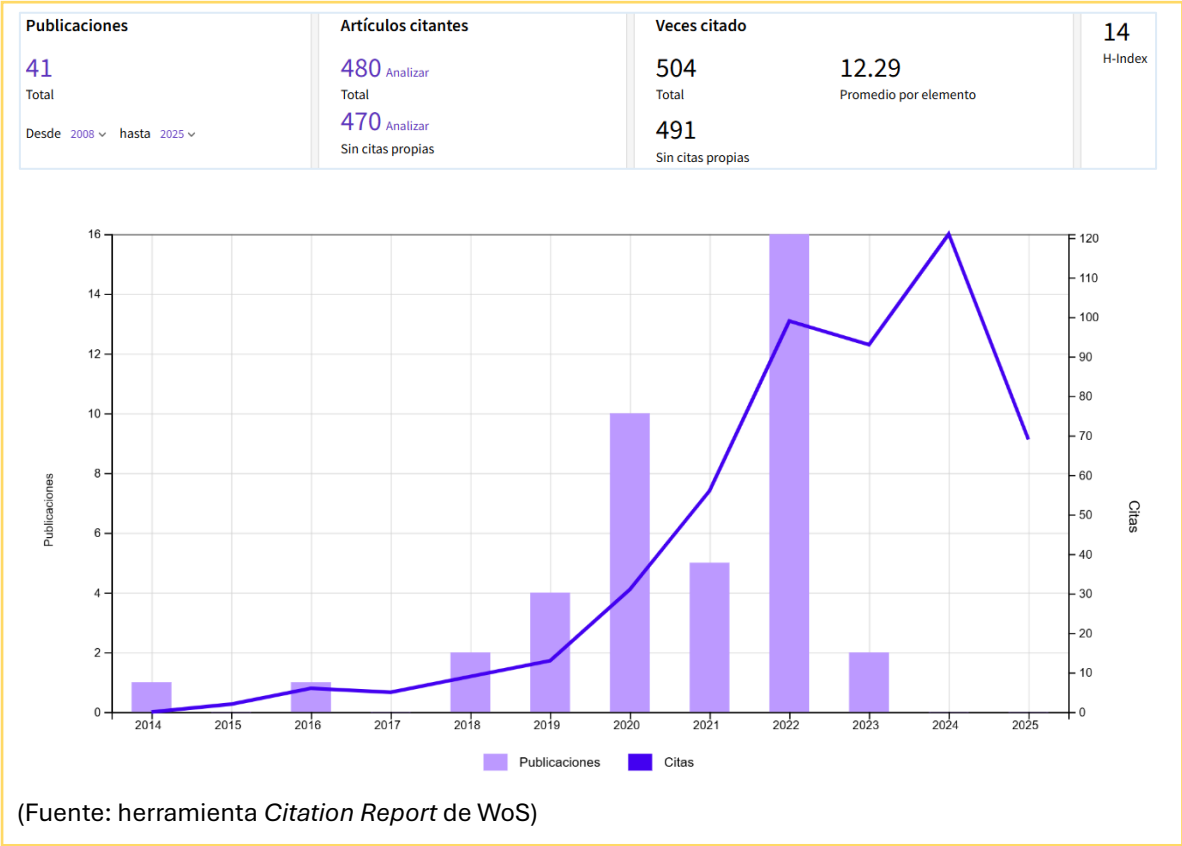 Publicaciones
41
Total
Desde 2008 hasta 2025
Artículos citantes
480 Analizar
Total
470 Analizar
Sin citas propias
Veces citado
504
Total
491
Sin citas propias
12.29
Promedio por elemento
14
H-Index
Publicaciones
16
14
12
10
8
6
4
2
0
120
110
100
90
80
70
60
50
40
30
20
10
0
Citas
2014 2015 2016 2017 2018 2019 2020 2021 2022 2023 2024 2025
Publicaciones Citas
(Fuente: herramienta Citation Report de WoS)